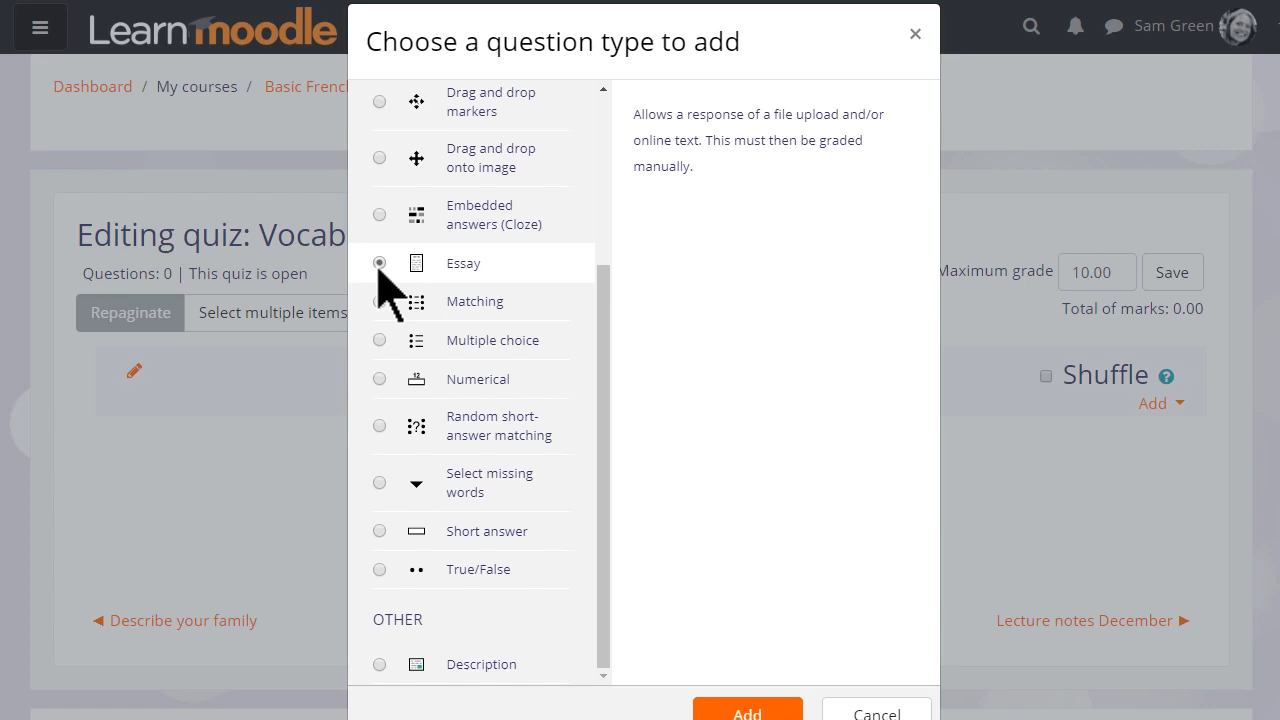 Learn moodle
Sam Green
Choose a question type to add
×
Dashboard / My courses / Basic French
Drag and drop
markers
Drag and drop
onto image
Embedded
answers (Cloze)
Essay
Matching
Multiple choice
Numerical
Random short-
answer matching
Select missing
words
Short answer
True/False
OTHER
Description
Allows a response of a file upload and/or
online text. This must then be graded
manually.
Editing quiz: Vocab
Questions: 0 | This quiz is open
Repaginate
Select multiple items
Maximum grade
10.00
Save
Total of marks: 0.00
Shuffle
Add
◄ Describe your family
Lecture notes December ►
Add
Cancel